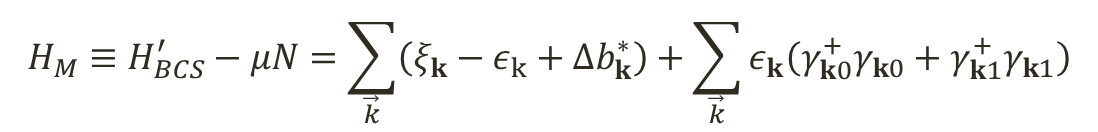 H_M ≡ H′_{BCS} − μN = ∑_{\vec{k}} (ξ_𝐤 − ϵ_k + Δb_𝐤^*) + ∑_{\vec{k}} ϵ_𝐤(γ_{𝐤0}^+ γ_{𝐤0} + γ_{𝐤1}^+ γ_{𝐤1})